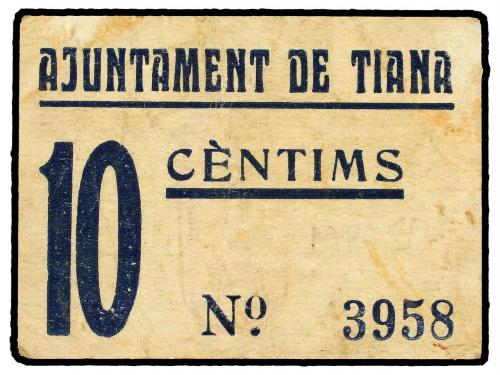 AJUNTAMENT DE TIANA
10 CÈNTIMS
Nº 3958